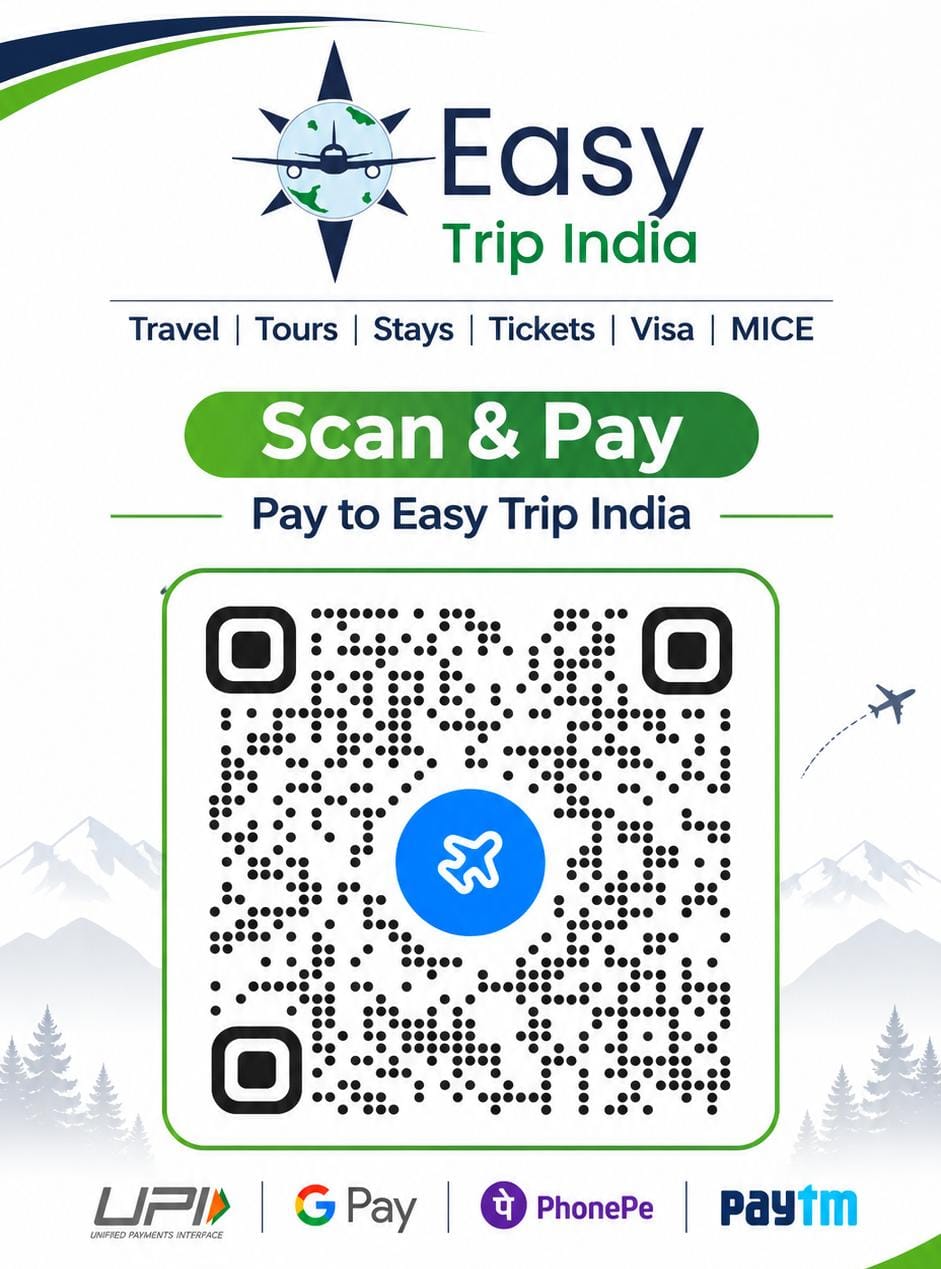 Easy
Trip India
Travel | Tours | Stays | Tickets | Visa | MICE
Scan & Pay
Pay to Easy Trip India
UPI
UNIFIED PAYMENTS INTERFACE
G Pay
पे PhonePe
paytm